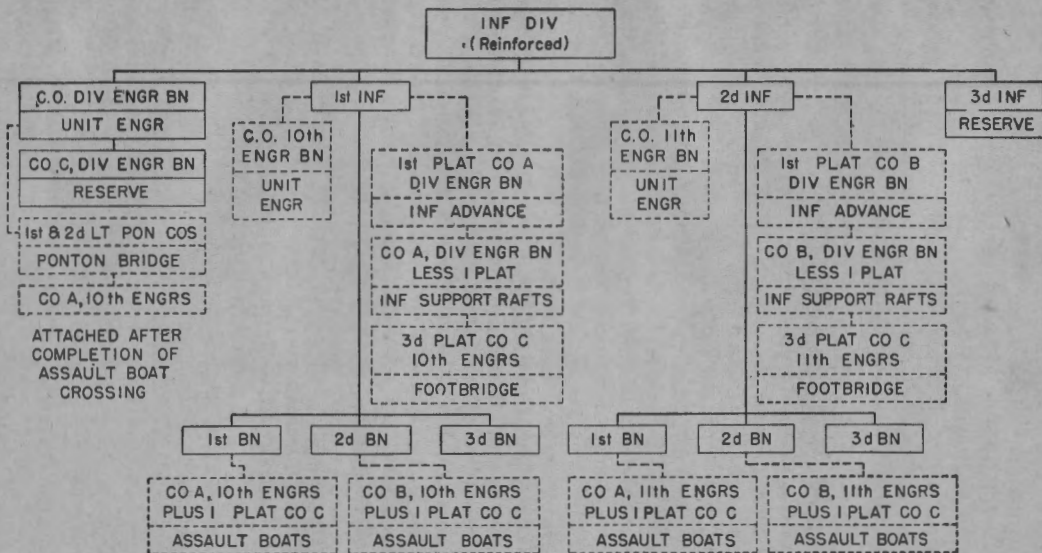 INF DIV
(Reinforced)
C.O. DIV ENGR BN
UNIT ENGR
CO C, DIV ENGR BN
RESERVE
1st & 2d LT PON COS
PONTON BRIDGE
CO A, 10th ENGRS
ATTACHED AFTER
COMPLETION OF
ASSAULT BOAT
CROSSING
1st INF
C.O. 10th
ENGR BN
UNIT
ENGR
1st PLAT CO A
DIV ENGR BN
INF ADVANCE
CO A, DIV ENGR BN
LESS 1 PLAT
INF SUPPORT RAFTS
3d PLAT CO C
10th ENGRS
FOOTBRIDGE
2d INF
C.O. 11th
ENGR BN
UNIT
ENGR
1st PLAT CO B
DIV ENGR BN
INF ADVANCE
CO B, DIV ENGR BN
LESS 1 PLAT
INF SUPPORT RAFTS
3d PLAT CO C
11th ENGRS
FOOTBRIDGE
3d INF
RESERVE
1st BN
2d BN
3d BN
1st BN
2d BN
3d BN
CO A, 10th ENGRS
PLUS 1 PLAT CO C
ASSAULT BOATS
CO B, 10th ENGRS
PLUS 1 PLAT CO C
ASSAULT BOATS
CO A, 11th ENGRS
PLUS 1 PLAT CO C
ASSAULT BOATS
CO B, 11th ENGRS
PLUS 1 PLAT CO C
ASSAULT BOATS